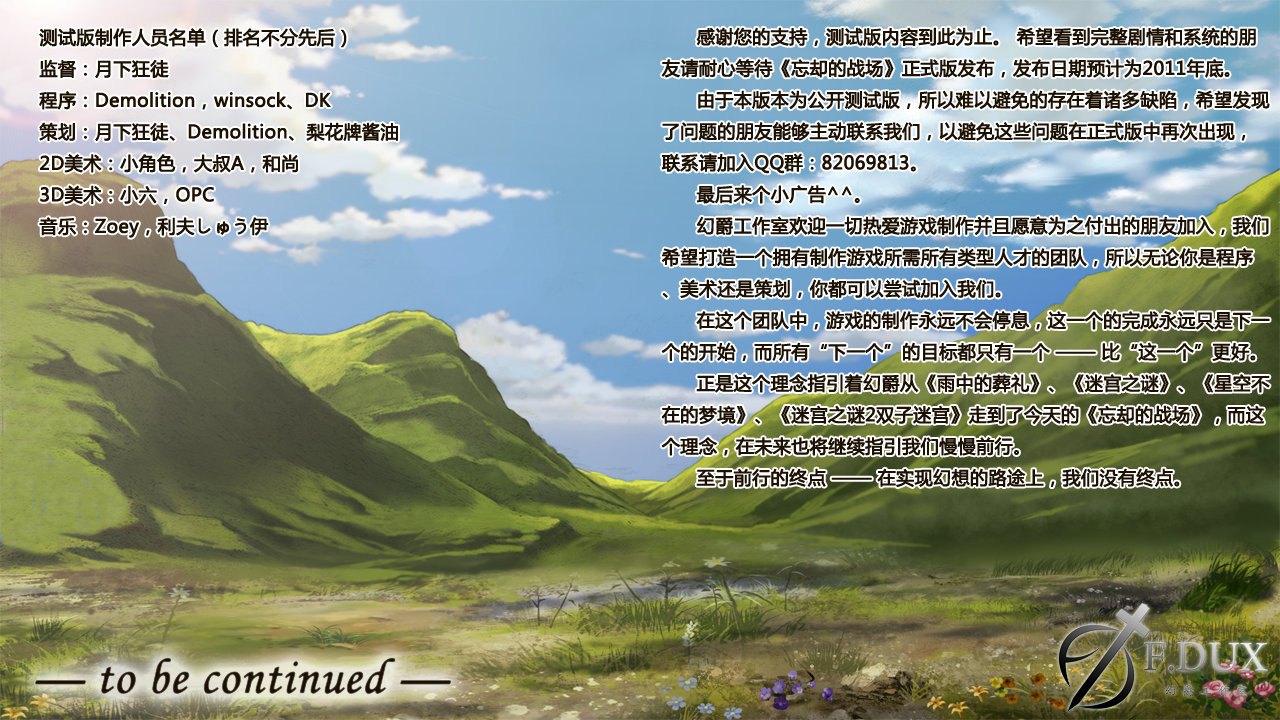 测试版制作人员名单（排名不分先后）
监督：月下狂徒
程序：Demolition，winsock、DK
策划：月下狂徒、Demolition、梨花牌酱油
2D美术：小角色，大叔A，和尚
3D美术：小六，OPC
音乐：Zoey，利夫しゅう伊
感谢您的支持，测试版内容到此为止。 希望看到完整剧情和系统的朋
友请耐心等待《忘却的战场》正式版发布，发布日期预计为2011年底。
由于本版本为公开测试版，所以难以避免的存在着诸多缺陷，希望发现
了问题的朋友能够主动联系我们，以避免这些问题在正式版中再次出现，
联系请加入QQ群：82069813。
最后来个小广告^^。
幻爵工作室欢迎一切热爱游戏制作并且愿意为之付出的朋友加入，我们
希望打造一个拥有制作游戏所需所有类型人才的团队，所以无论你是程序
、美术还是策划，你都可以尝试加入我们。
在这个团队中，游戏的制作永远不会停息，这一个的完成永远只是下一
个的开始，而所有“下一个”的目标都只有一个 —— 比“这一个”更好。
正是这个理念指引着幻爵从《雨中的葬礼》、《迷宫之谜》、《星空不
在的梦境》、《迷宫之谜2双子迷宫》走到了今天的《忘却的战场》，而这
个理念，在未来也将继续指引我们慢慢前行。
至于前行的终点 —— 在实现幻想的路途上，我们没有终点。
— to be continued —
F.DUX
幻爵工作室